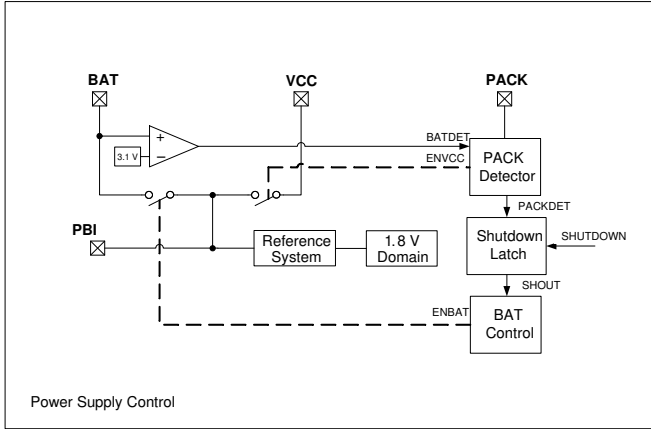 BAT
VCC
PACK
+
3.1 V
−
BATDET
ENVCC
PACK
Detector
PACKDET
PBI
Reference
System
1.8 V
Domain
Shutdown
Latch
SHUTDOWN
SHOUT
ENBAT
BAT
Control
Power Supply Control